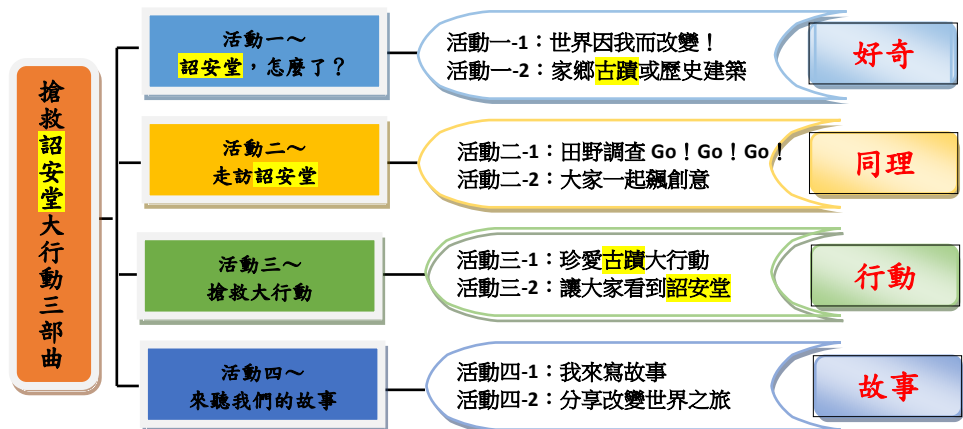 搶救詔安堂大行動三部曲
活動一～
詔安堂，怎麼了？
活動一-1：世界因我而改變！
活動一-2：家鄉古蹟或歷史建築
好奇
活動二～
走訪詔安堂
活動二-1：田野調查 Go！Go！Go！
活動二-2：大家一起飆創意
同理
活動三～
搶救大行動
活動三-1：珍愛古蹟大行動
活動三-2：讓大家看到詔安堂
行動
活動四～
來聽我們的故事
活動四-1：我來寫故事
活動四-2：分享改變世界之旅
故事